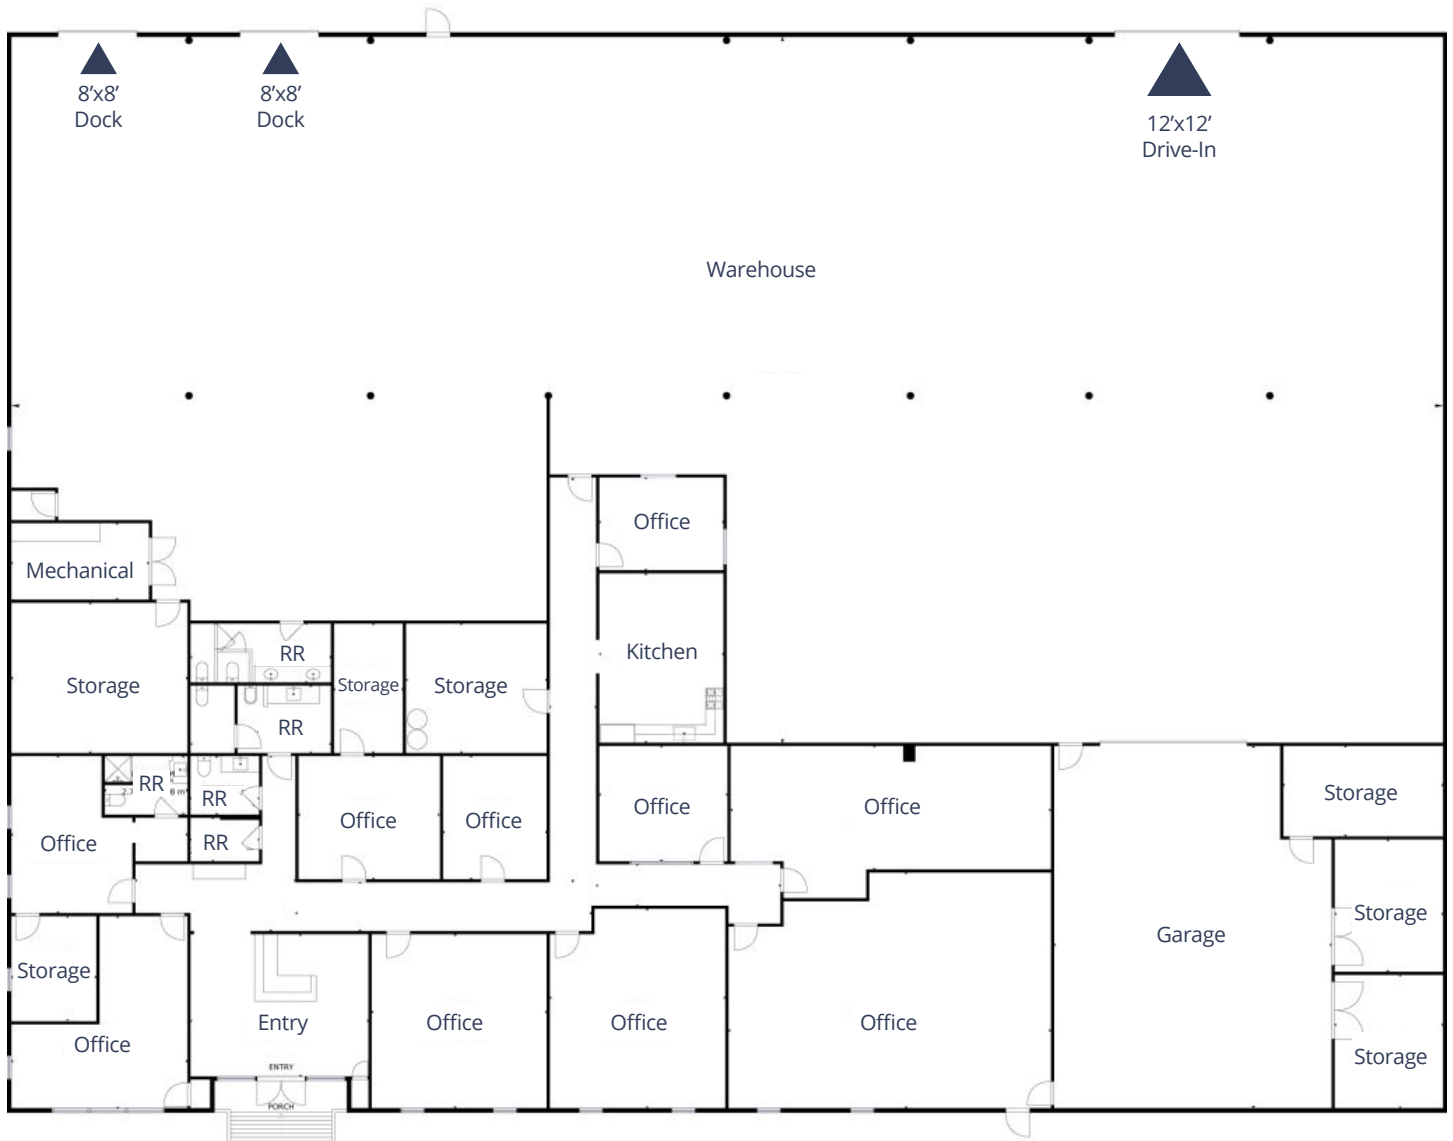 8’x8’
Dock
8’x8’
Dock
12’x12’
Drive-In
Warehouse
Office
Mechanical
Kitchen
RR
Storage
Storage
Storage
RR
RR
RR
Office
Office
Office
Office
Storage
RR
Office
Storage
Garage
Storage
Entry
Office
Office
Office
Office
Storage
ENTRY
PORCH